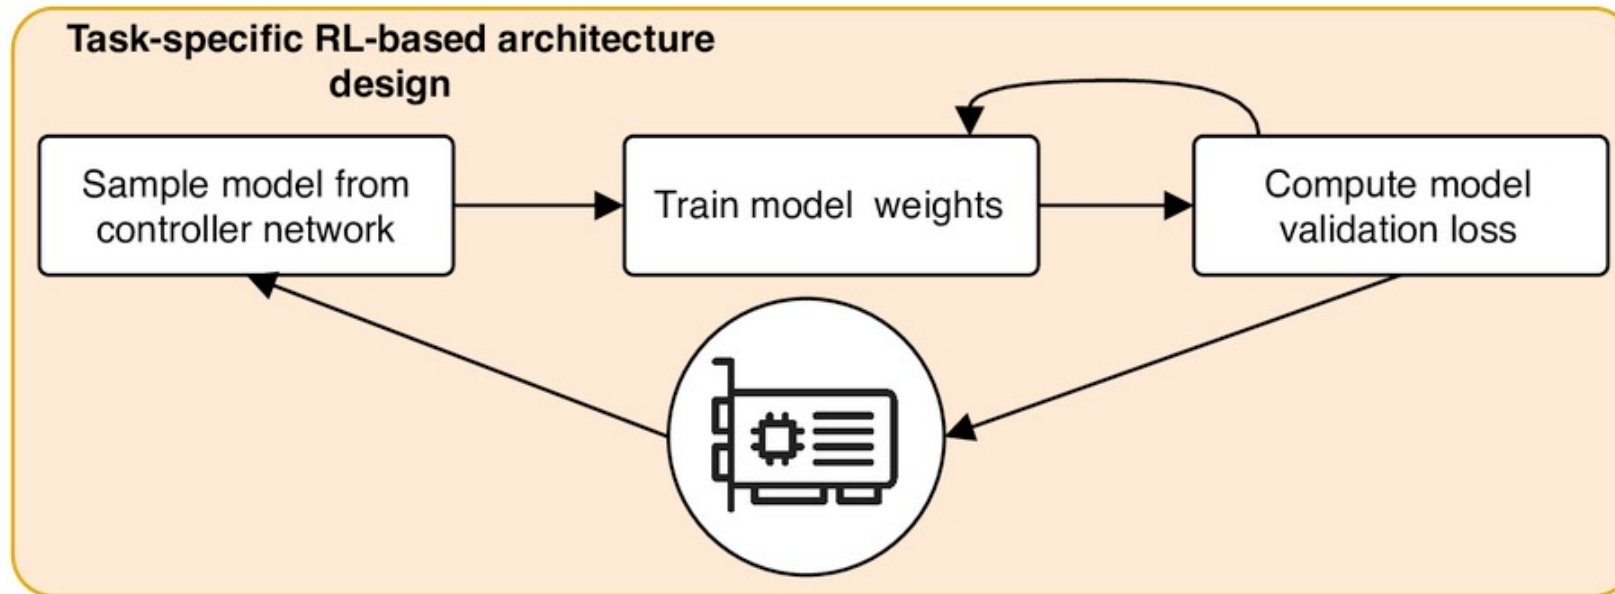 Task-specific RL-based architecture
design
Sample model from
controller network
Train model weights
Compute model
validation loss